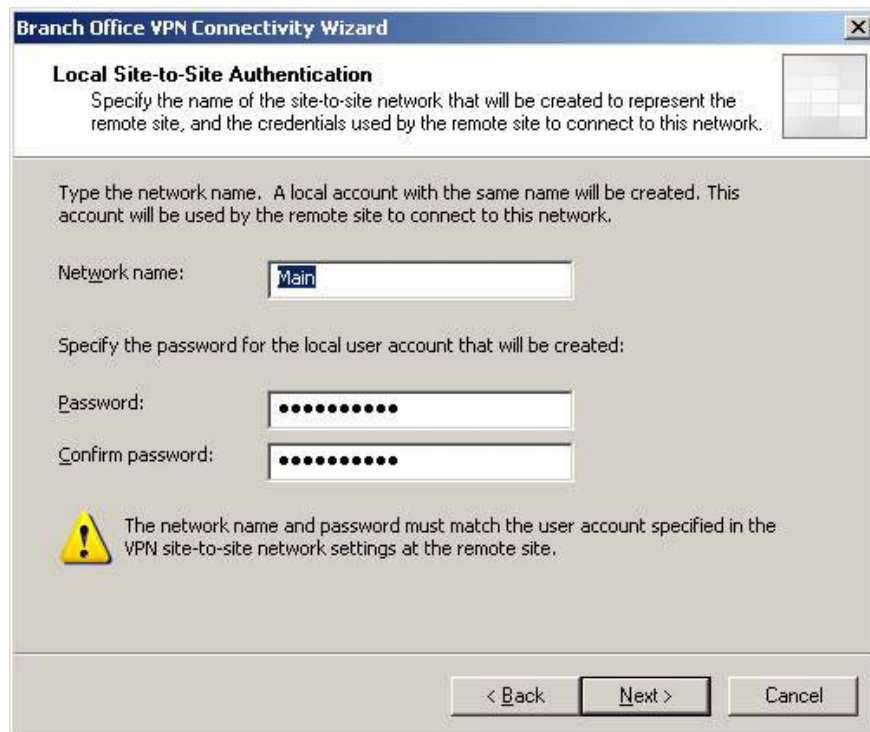 Branch Office VPN Connectivity Wizard
Local Site-to-Site Authentication
Specify the name of the site-to-site network that will be created to represent the
remote site, and the credentials used by the remote site to connect to this network.
Type the network name. A local account with the same name will be created. This
account will be used by the remote site to connect to this network.
Network name: Main
Specify the password for the local user account that will be created:
Password: ●●●●●●●●●●
Confirm password: ●●●●●●●●●●
The network name and password must match the user account specified in the
VPN site-to-site network settings at the remote site.
< Back Next > Cancel